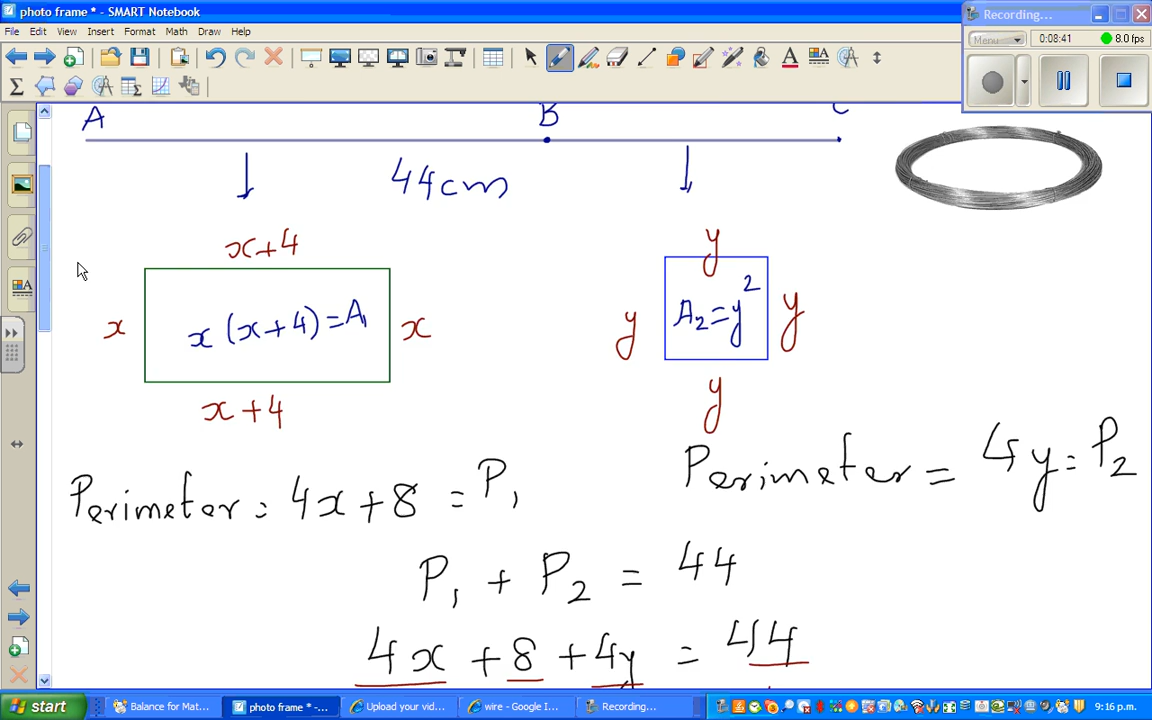 photo frame * - SMART Notebook
Recording...
File Edit View Insert Format Math Draw Help
Menu 0:08:41 8.0 fps
A B C
44cm
x+4
y
x x(x+4)=A₁ x
y A₂=y² y
x+4
y
Perimeter = 4y = P₂
Perimeter = 4x+8 = P₁
P₁ + P₂ = 44
4x + 8 + 4y = 44
start Balance for Mat... photo frame * -... Upload your vid... wire - Google I... Recording... 9:16 p.m.